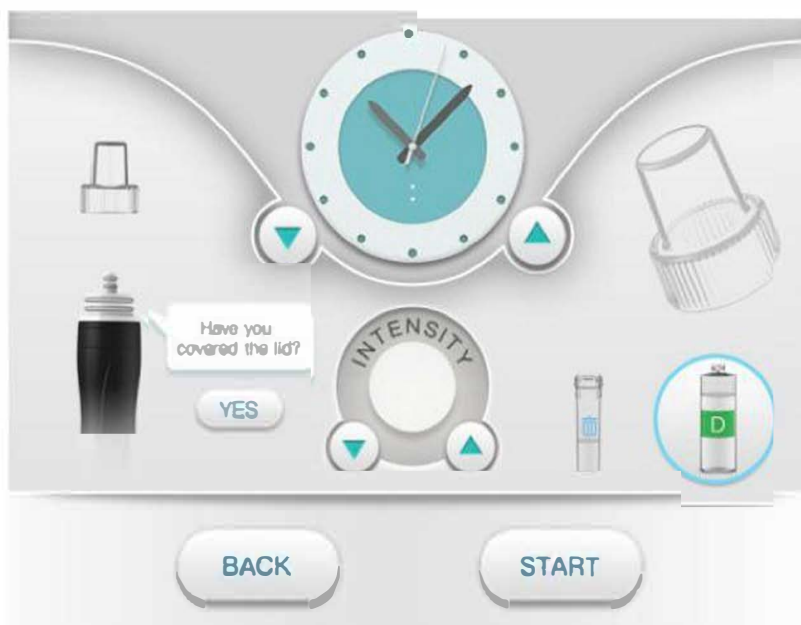 Have you
covered the lid?
YES
INTENSITY
D
BACK
START